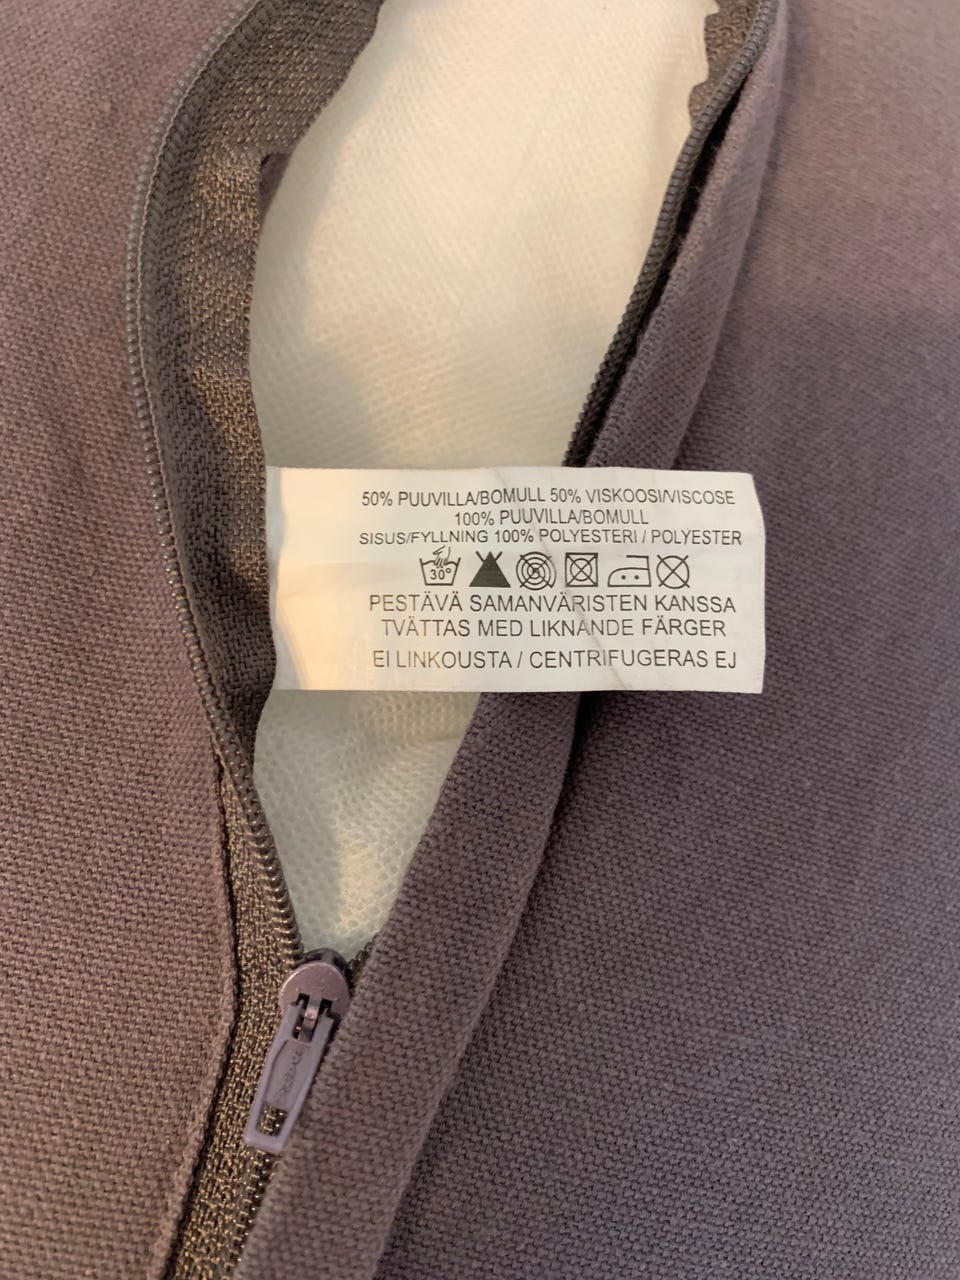 50% PUUVILLA/BOMULL 50% VISKOOSI/VISCOSE
100% PUUVILLA/BOMULL
SISUS/FYLLNING 100% POLYESTERI / POLYESTER
30°
PESTÄVÄ SAMANVÄRISTEN KANSSA
TVÄTTAS MED LIKNANDE FÄRGER
EI LINKOUSTA / CENTRIFUGERAS EJ